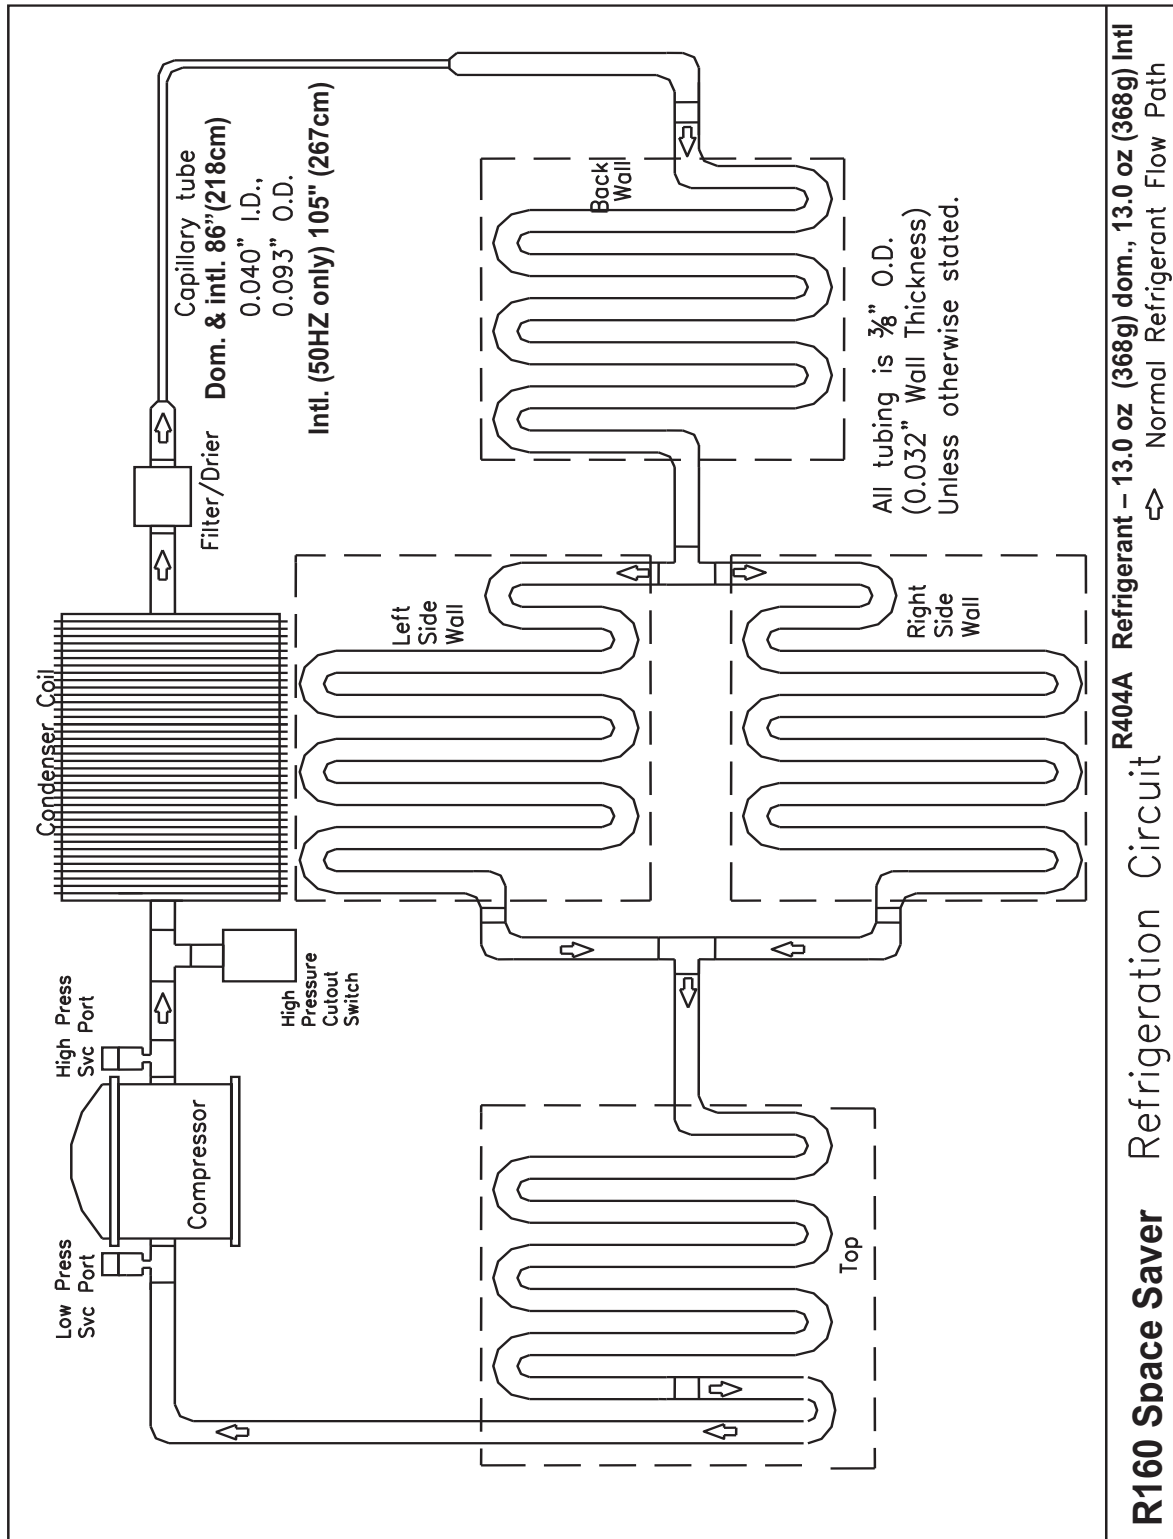 Low Press
Svc Port
High Press
Svc Port
Compressor
High
Pressure
Cutout
Switch
Condenser Coil
Filter/Drier
Capillary tube
Dom. & intl. 86”(218cm)
0.040” I.D.,
0.093” O.D.
Intl. (50HZ only) 105" (267cm)
Left
Side
Wall
Back
Wall
Top
Right
Side
Wall
All tubing is ⅜” O.D.
(0.032” Wall Thickness)
Unless otherwise stated.
R160 Space Saver Refrigeration Circuit
R404A Refrigerant – 13.0 oz (368g) dom., 13.0 oz (368g) Intl
Normal Refrigerant Flow Path